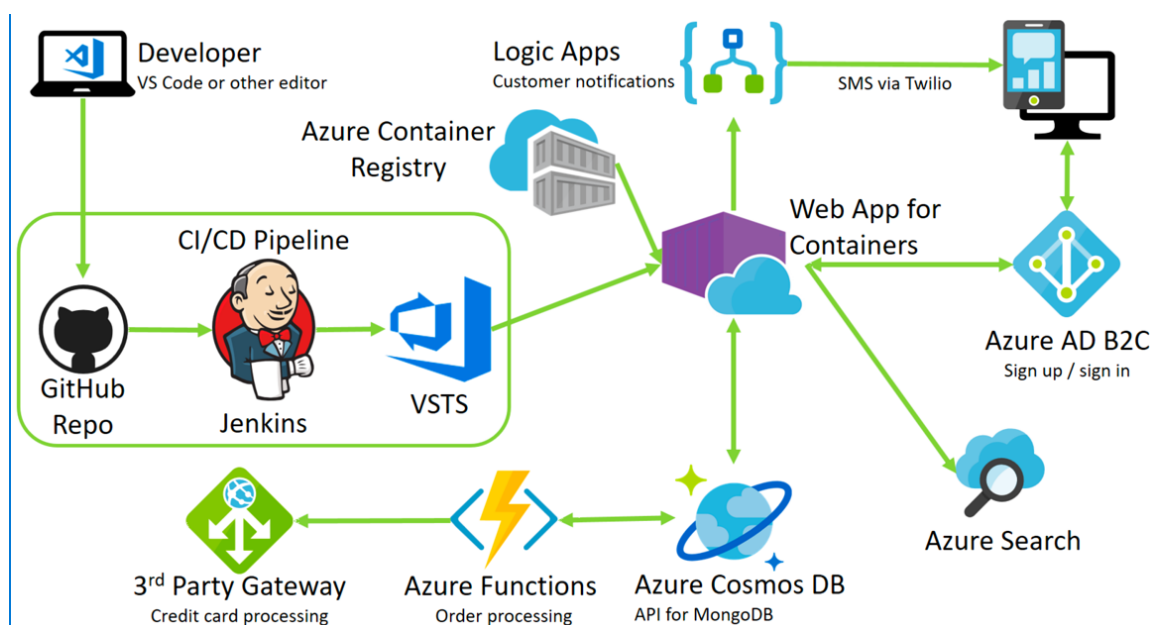 Developer
VS Code or other editor
Logic Apps
Customer notifications
SMS via Twilio
Azure Container
Registry
Web App for
Containers
CI/CD Pipeline
GitHub
Repo
Jenkins
VSTS
Azure AD B2C
Sign up / sign in
Azure Search
3rd Party Gateway
Credit card processing
Azure Functions
Order processing
Azure Cosmos DB
API for MongoDB